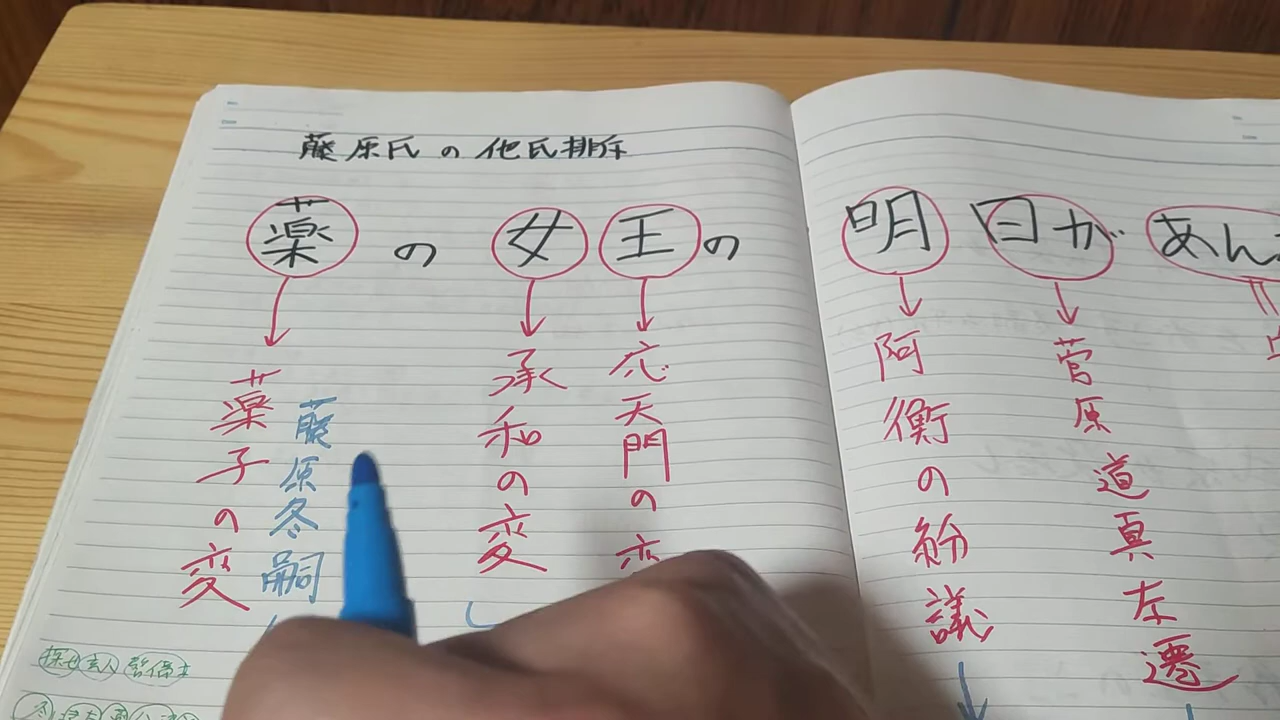 藤原氏の他氏排斥
薬の女王の
明日があん
薬子の変
藤原冬嗣
承和の変
応天門の変
阿衡の紛議
菅原道真左遷